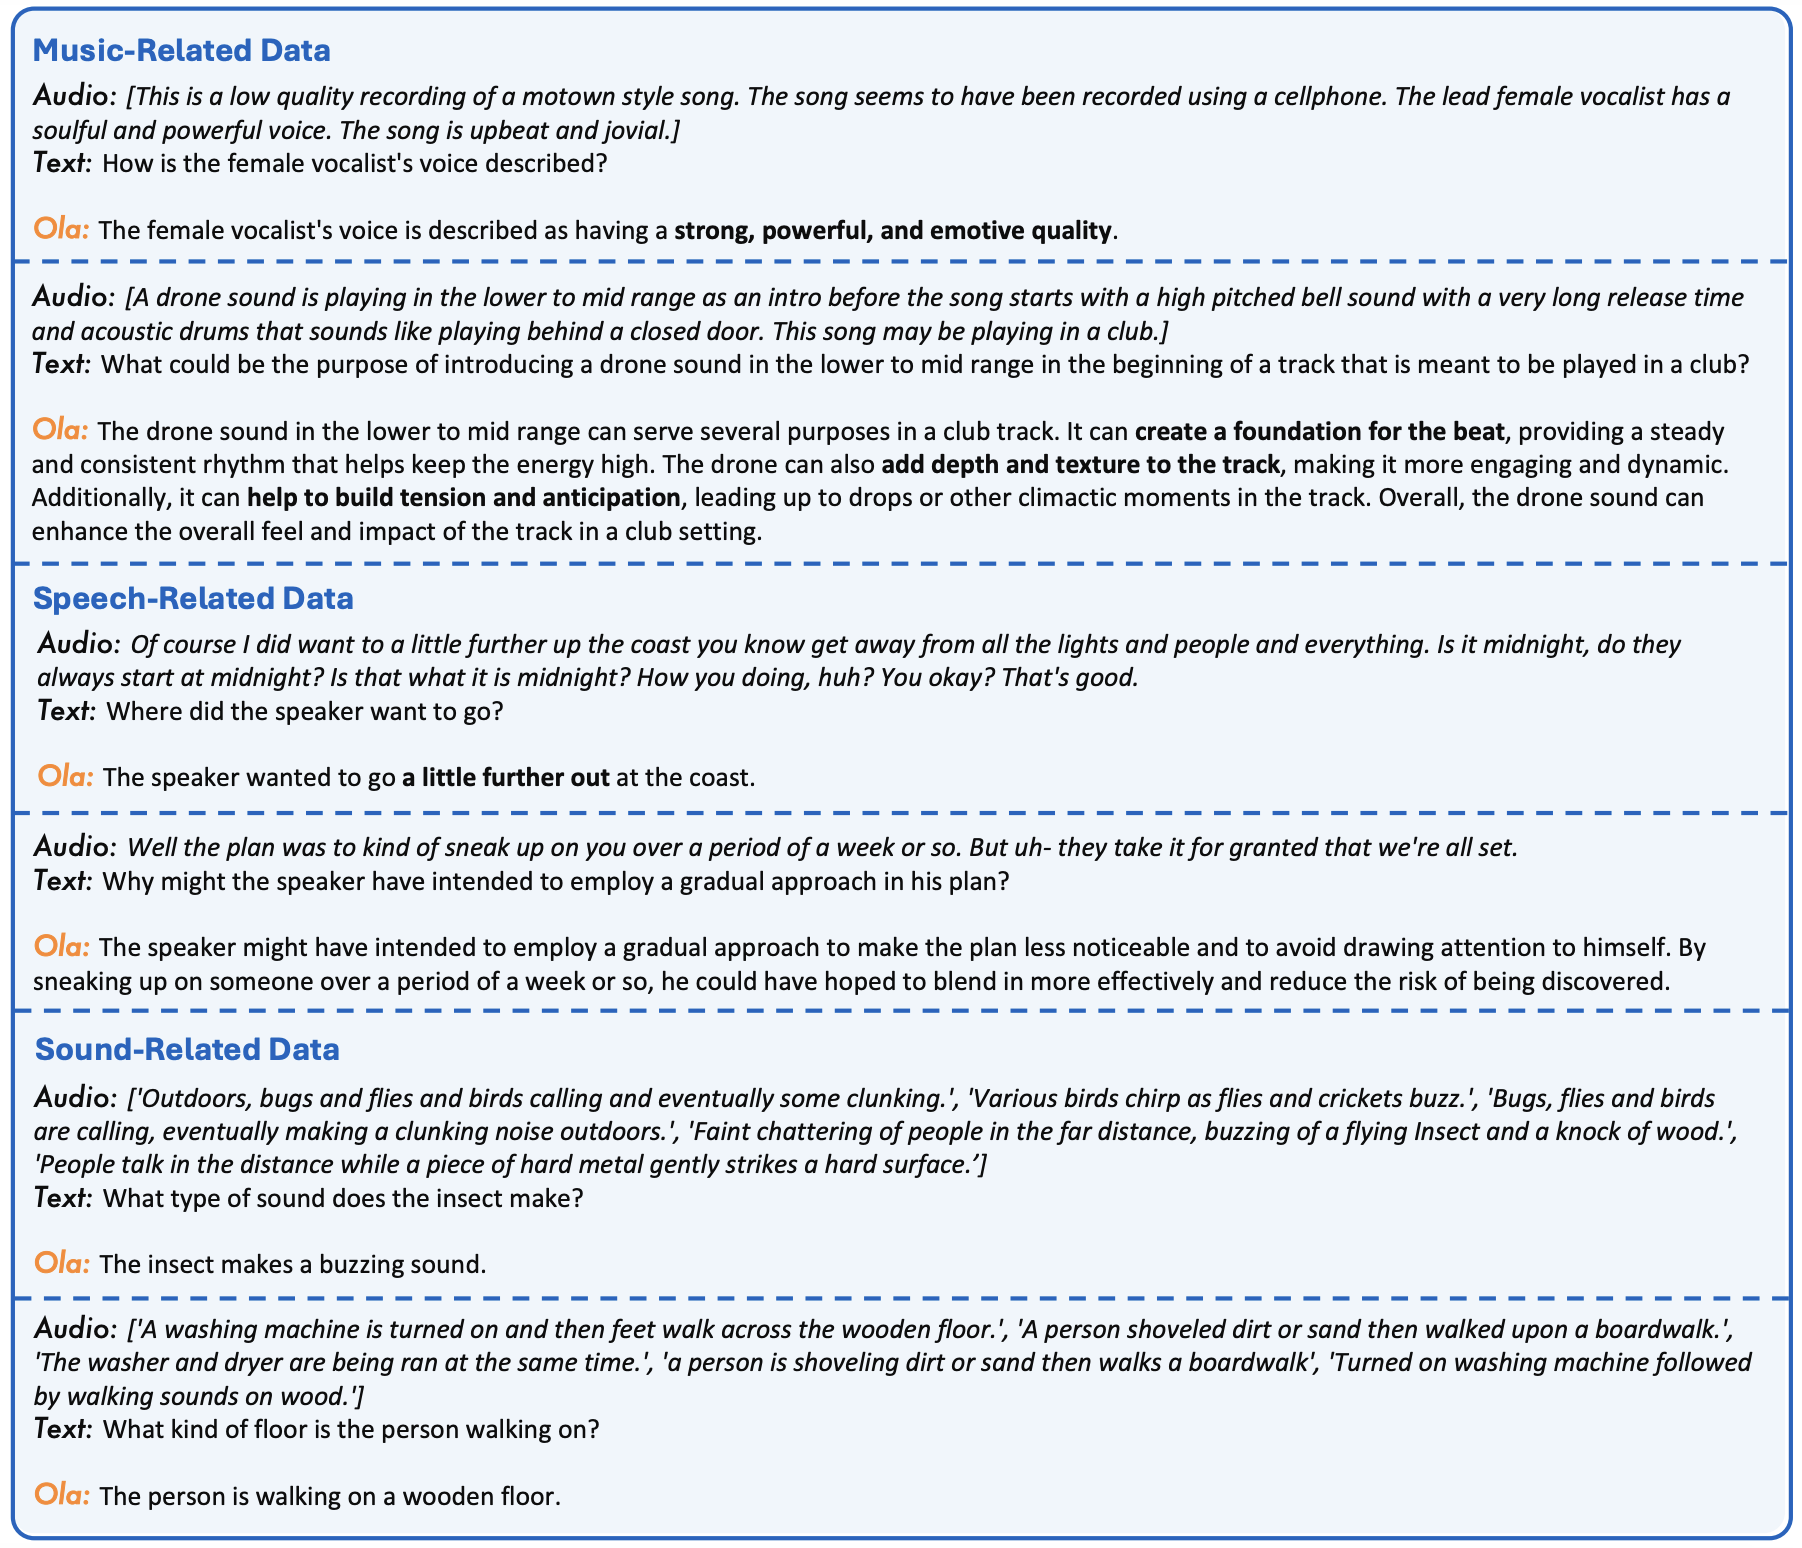 Music-Related Data
Audio: [This is a low quality recording of a motown style song. The song seems to have been recorded using a cellphone. The lead female vocalist has a
soulful and powerful voice. The song is upbeat and jovial.]
Text: How is the female vocalist's voice described?
Ola: The female vocalist's voice is described as having a strong, powerful, and emotive quality.
Audio: [A drone sound is playing in the lower to mid range as an intro before the song starts with a high pitched bell sound with a very long release time
and acoustic drums that sounds like playing behind a closed door. This song may be playing in a club.]
Text: What could be the purpose of introducing a drone sound in the lower to mid range in the beginning of a track that is meant to be played in a club?
Ola: The drone sound in the lower to mid range can serve several purposes in a club track. It can create a foundation for the beat, providing a steady
and consistent rhythm that helps keep the energy high. The drone can also add depth and texture to the track, making it more engaging and dynamic.
Additionally, it can help to build tension and anticipation, leading up to drops or other climactic moments in the track. Overall, the drone sound can
enhance the overall feel and impact of the track in a club setting.
Speech-Related Data
Audio: Of course I did want to a little further up the coast you know get away from all the lights and people and everything. Is it midnight, do they
always start at midnight? Is that what it is midnight? How you doing, huh? You okay? That's good.
Text: Where did the speaker want to go?
Ola: The speaker wanted to go a little further out at the coast.
Audio: Well the plan was to kind of sneak up on you over a period of a week or so. But uh- they take it for granted that we're all set.
Text: Why might the speaker have intended to employ a gradual approach in his plan?
Ola: The speaker might have intended to employ a gradual approach to make the plan less noticeable and to avoid drawing attention to himself. By
sneaking up on someone over a period of a week or so, he could have hoped to blend in more effectively and reduce the risk of being discovered.
Sound-Related Data
Audio: ['Outdoors, bugs and flies and birds calling and eventually some clunking.', 'Various birds chirp as flies and crickets buzz.', 'Bugs, flies and birds
are calling, eventually making a clunking noise outdoors.', 'Faint chattering of people in the far distance, buzzing of a flying Insect and a knock of wood.',
'People talk in the distance while a piece of hard metal gently strikes a hard surface.’]
Text: What type of sound does the insect make?
Ola: The insect makes a buzzing sound.
Audio: ['A washing machine is turned on and then feet walk across the wooden floor.', 'A person shoveled dirt or sand then walked upon a boardwalk.',
'The washer and dryer are being ran at the same time.', 'a person is shoveling dirt or sand then walks a boardwalk', 'Turned on washing machine followed
by walking sounds on wood.']
Text: What kind of floor is the person walking on?
Ola: The person is walking on a wooden floor.